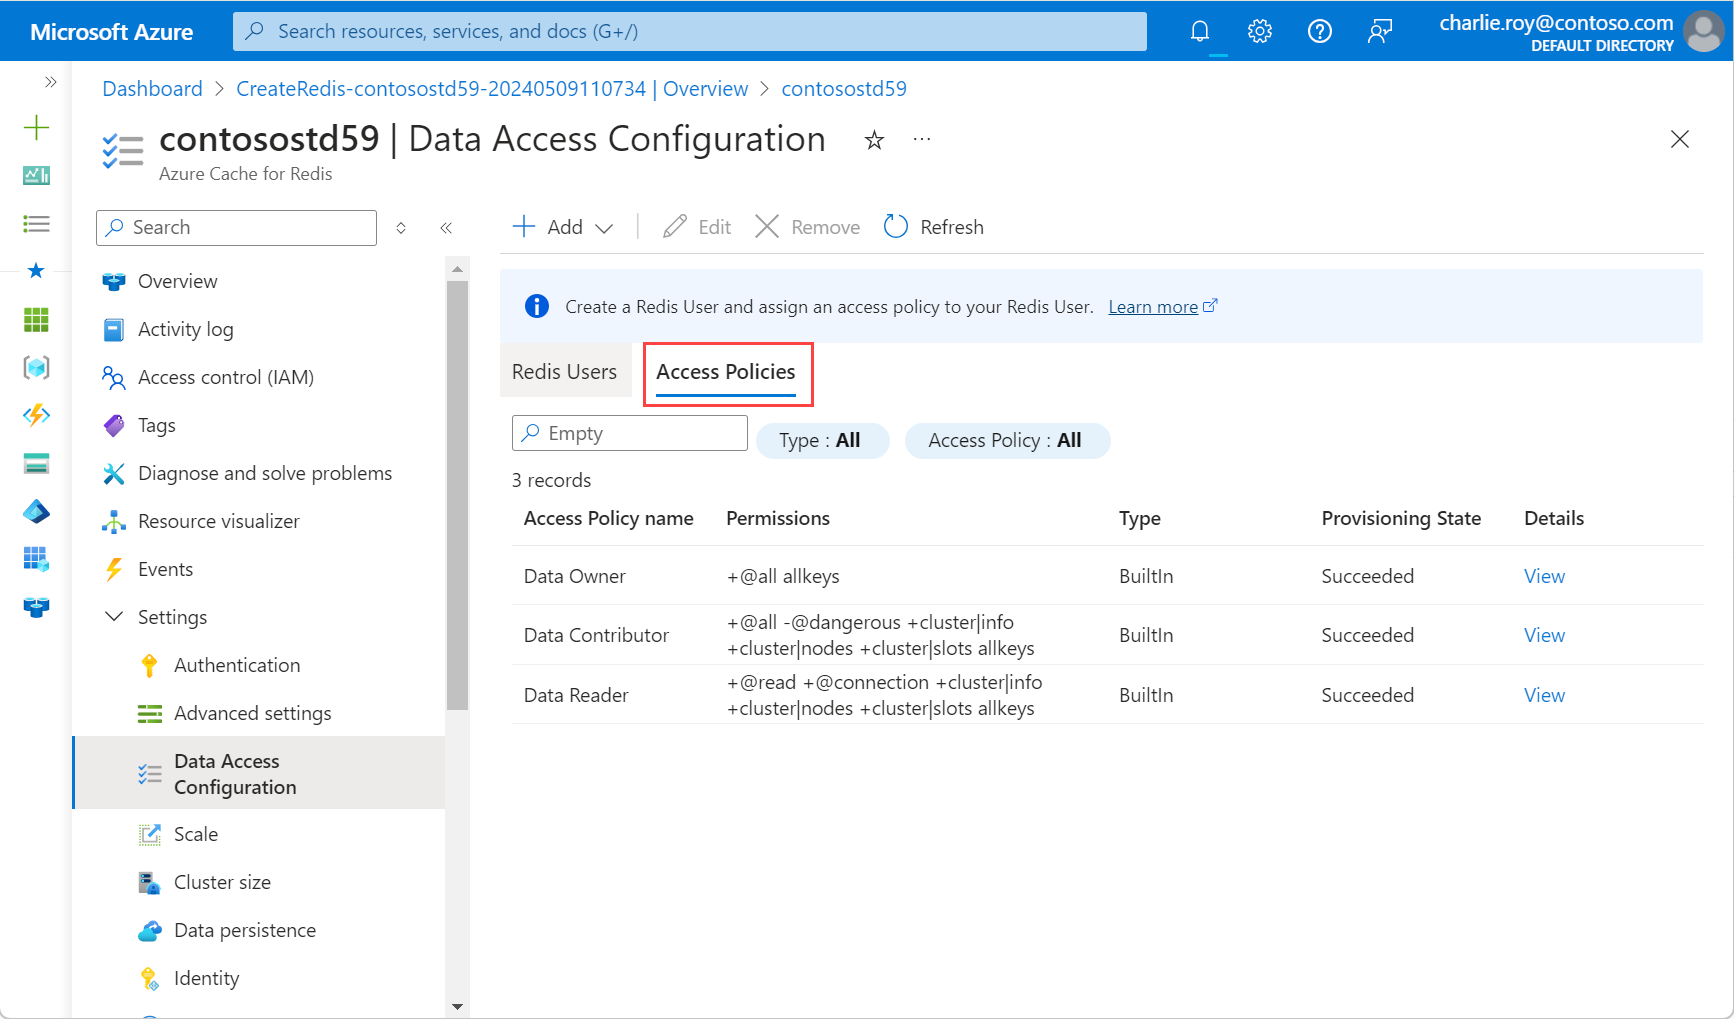 Microsoft Azure
Search resources, services, and docs (G+/)
charlie.roy@contoso.com
DEFAULT DIRECTORY
Dashboard > CreateRedis-contosostd59-20240509110734 | Overview > contosostd59
contosostd59 | Data Access Configuration
Azure Cache for Redis
Search
Overview
Activity log
Access control (IAM)
Tags
Diagnose and solve problems
Resource visualizer
Events
Settings
Authentication
Advanced settings
Data Access
Configuration
Scale
Cluster size
Data persistence
Identity
Add
Edit
Remove
Refresh
Create a Redis User and assign an access policy to your Redis User. Learn more
Redis Users
Access Policies
Empty
Type : All
Access Policy : All
3 records
Access Policy name Permissions Type Provisioning State Details
Data Owner +@all allkeys BuiltIn Succeeded View
Data Contributor +@all -@dangerous +cluster|info
+cluster|nodes +cluster|slots allkeys BuiltIn Succeeded View
Data Reader +@read +@connection +cluster|info
+cluster|nodes +cluster|slots allkeys BuiltIn Succeeded View